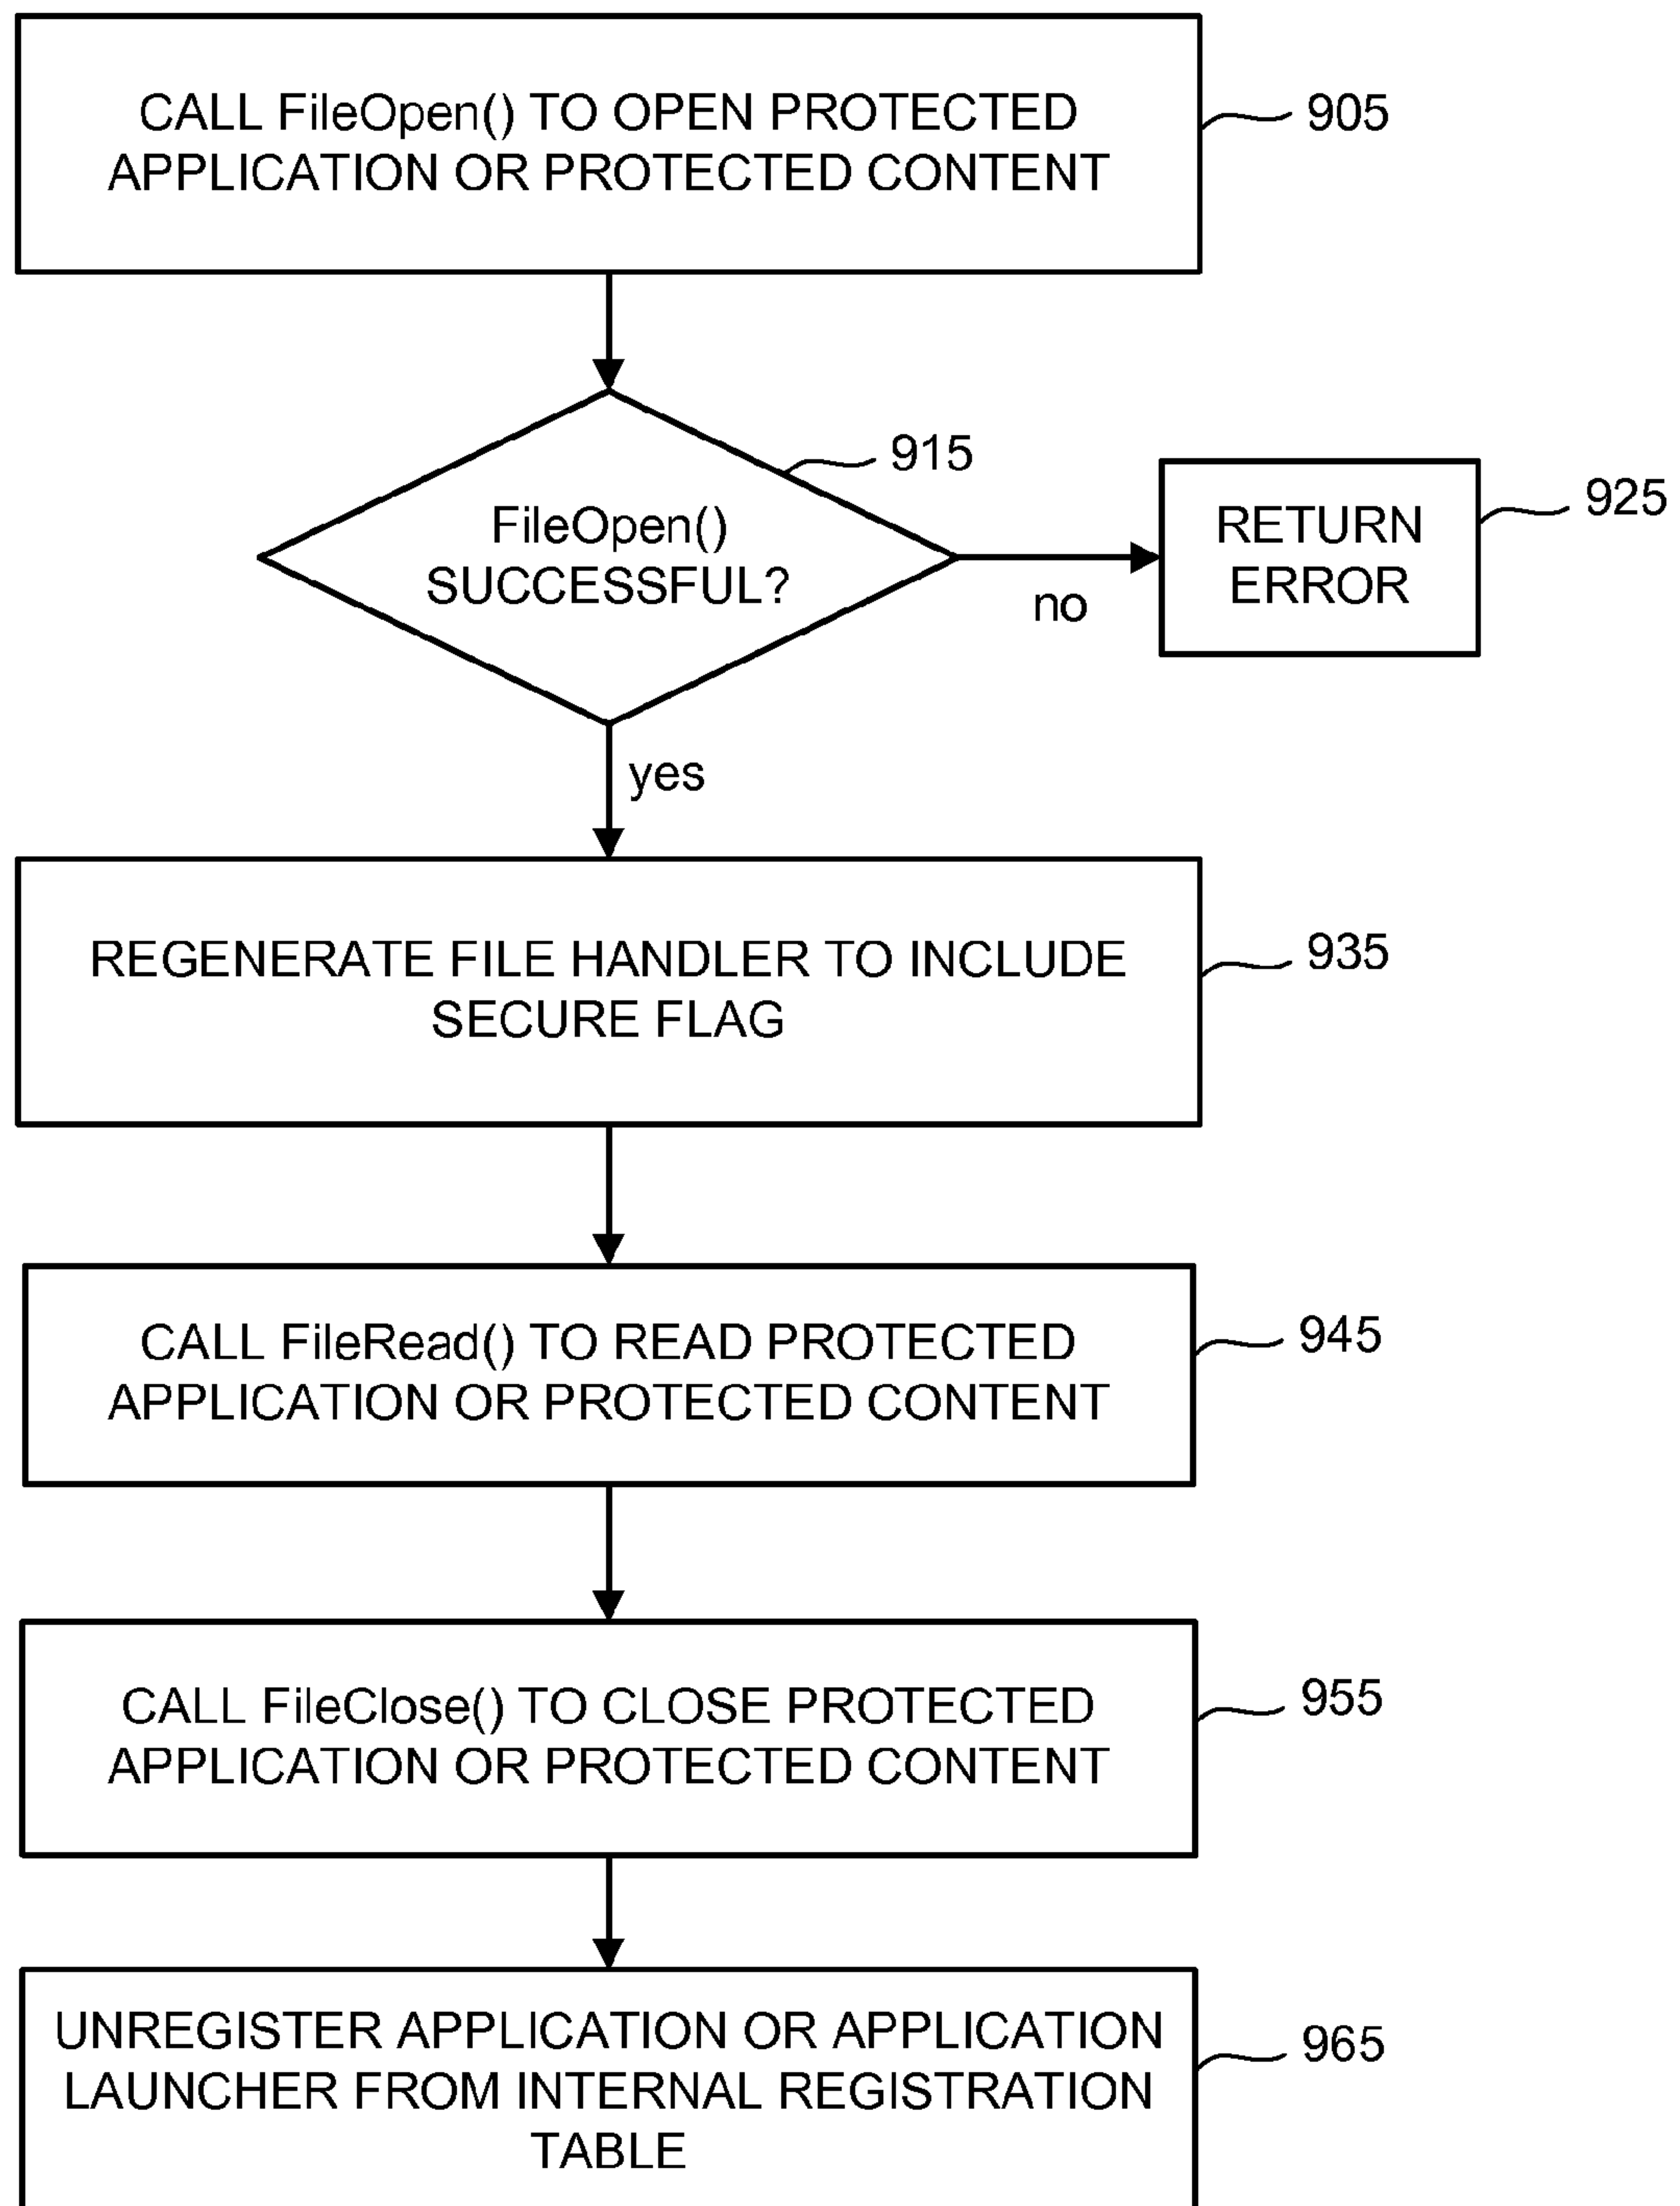 CALL FileOpen() TO OPEN PROTECTED
APPLICATION OR PROTECTED CONTENT
905
915
FileOpen()
SUCCESSFUL?
no
RETURN
ERROR
925
yes
REGENERATE FILE HANDLER TO INCLUDE
SECURE FLAG
935
CALL FileRead() TO READ PROTECTED
APPLICATION OR PROTECTED CONTENT
945
CALL FileClose() TO CLOSE PROTECTED
APPLICATION OR PROTECTED CONTENT
955
UNREGISTER APPLICATION OR APPLICATION
LAUNCHER FROM INTERNAL REGISTRATION
TABLE
965